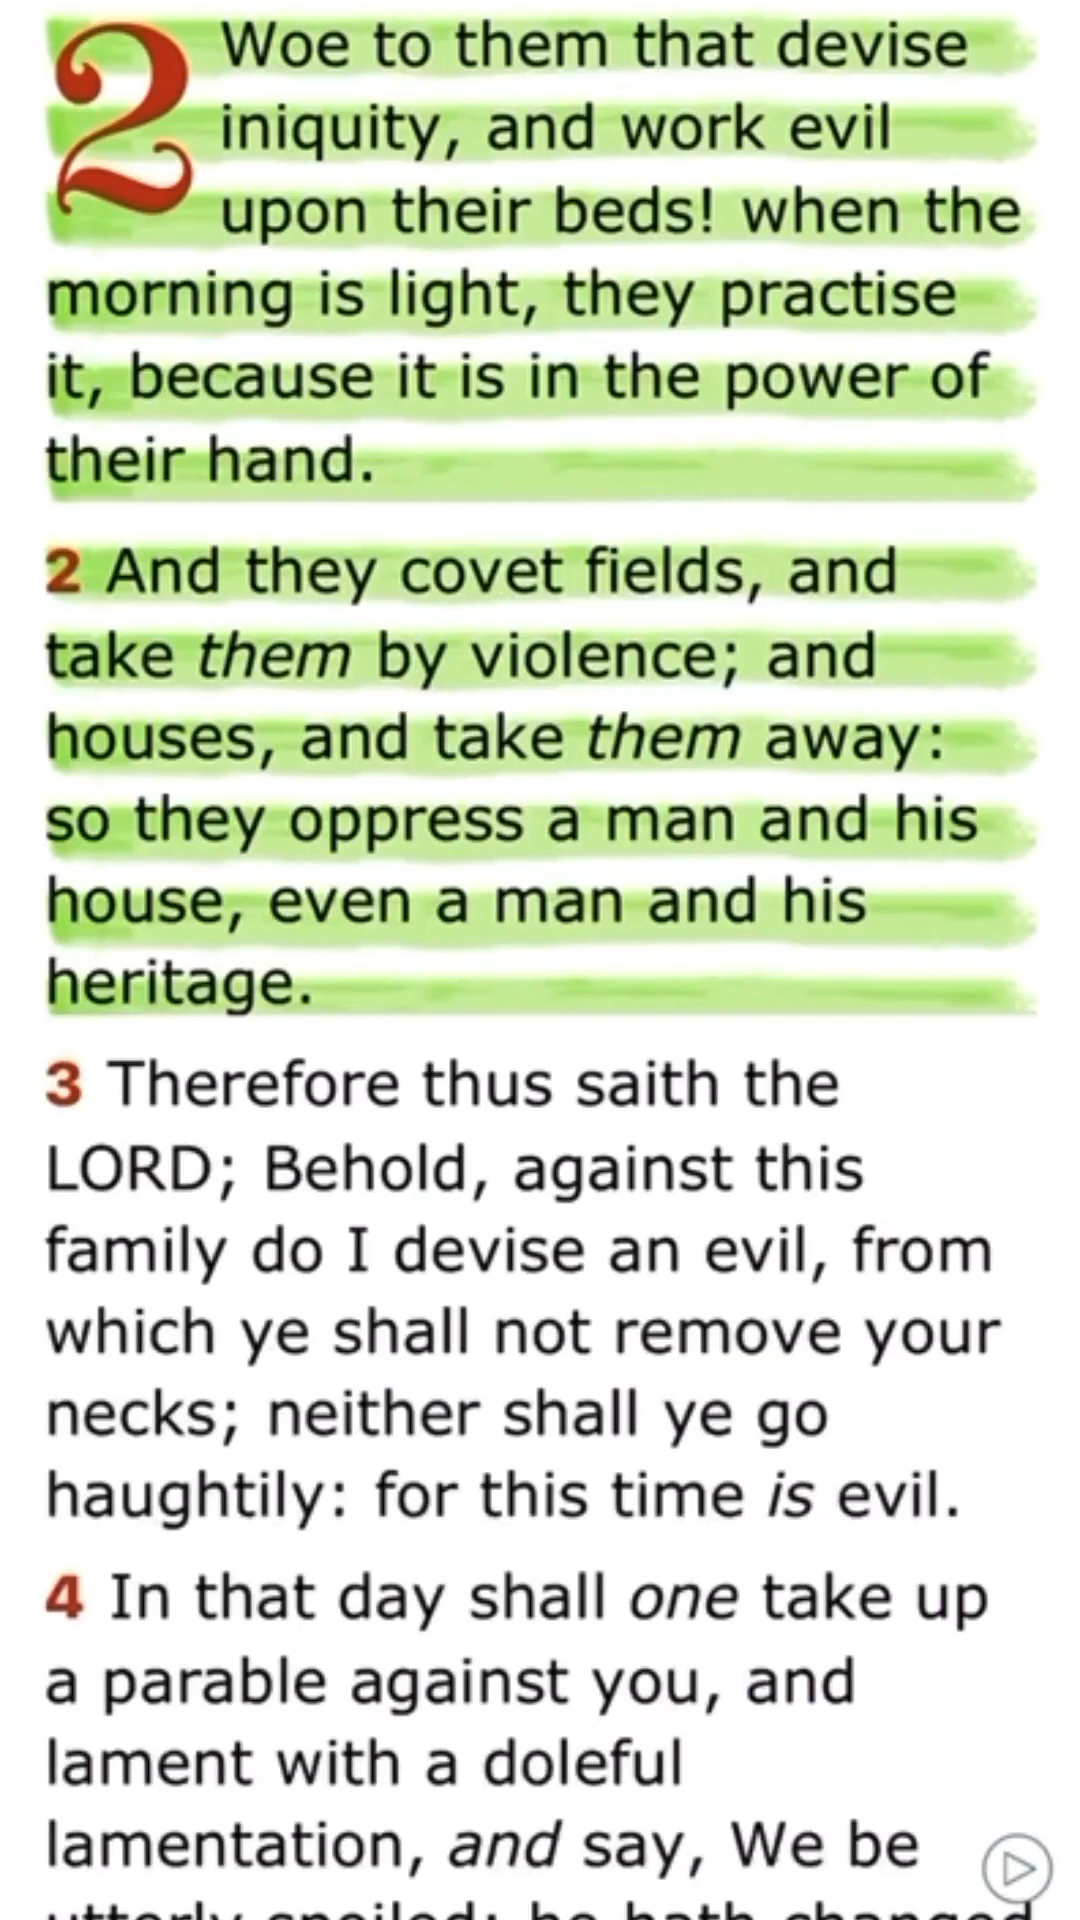 2 Woe to them that devise
iniquity, and work evil
upon their beds! when the
morning is light, they practise
it, because it is in the power of
their hand.
2 And they covet fields, and
take them by violence; and
houses, and take them away:
so they oppress a man and his
house, even a man and his
heritage.
3 Therefore thus saith the
LORD; Behold, against this
family do I devise an evil, from
which ye shall not remove your
necks; neither shall ye go
haughtily: for this time is evil.
4 In that day shall one take up
a parable against you, and
lament with a doleful
lamentation, and say, We be
utterly spoiled: he hath changed